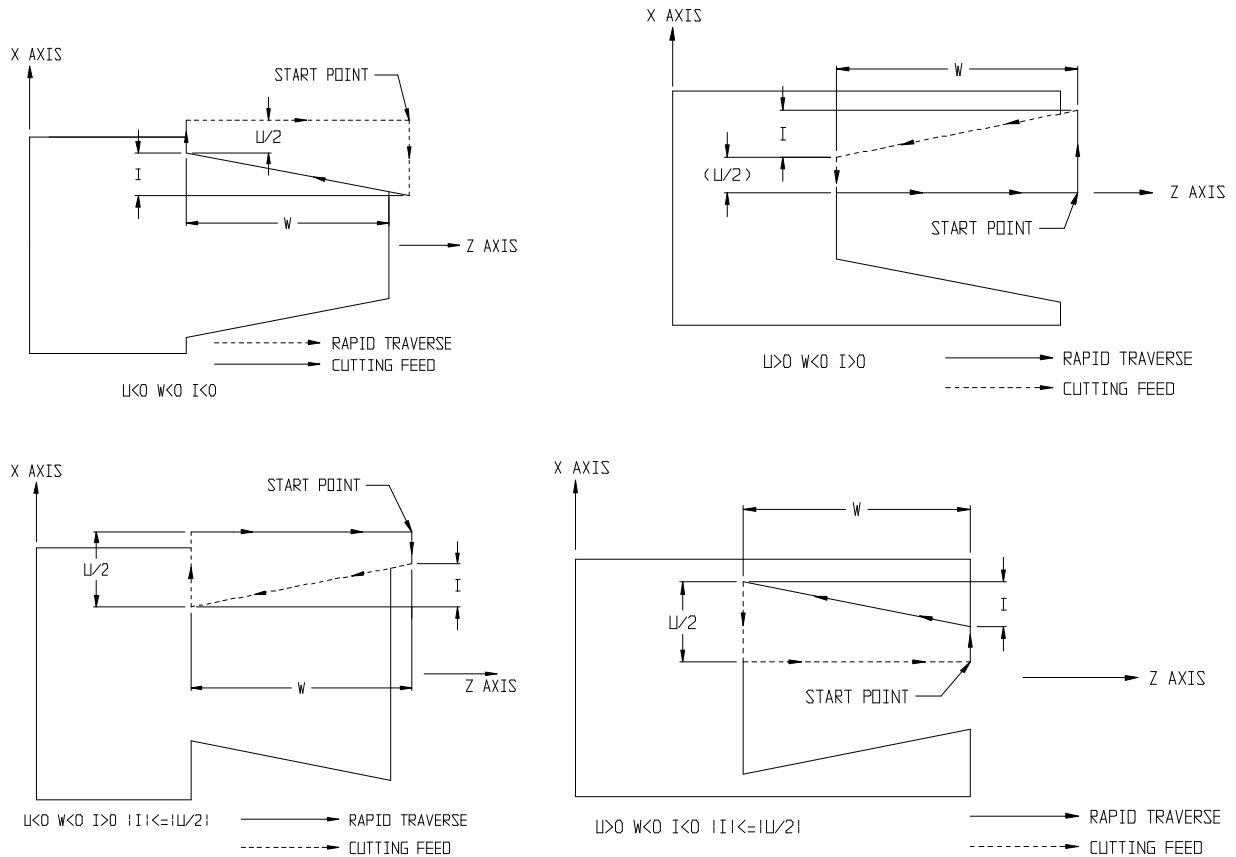 X AXIS
START POINT
U/2
I
W
Z AXIS
RAPID TRAVERSE
CUTTING FEED
U<0 W<0 I<0
X AXIS
W
I
(U/2)
Z AXIS
START POINT
U>0 W<0 I>0
RAPID TRAVERSE
CUTTING FEED
X AXIS
START POINT
U/2
I
W
Z AXIS
U<0 W<0 I>0 |I|<=|U/2|
RAPID TRAVERSE
CUTTING FEED
X AXIS
W
I
U/2
Z AXIS
START POINT
U>0 W<0 I<0 |I|<=|U/2|
RAPID TRAVERSE
CUTTING FEED